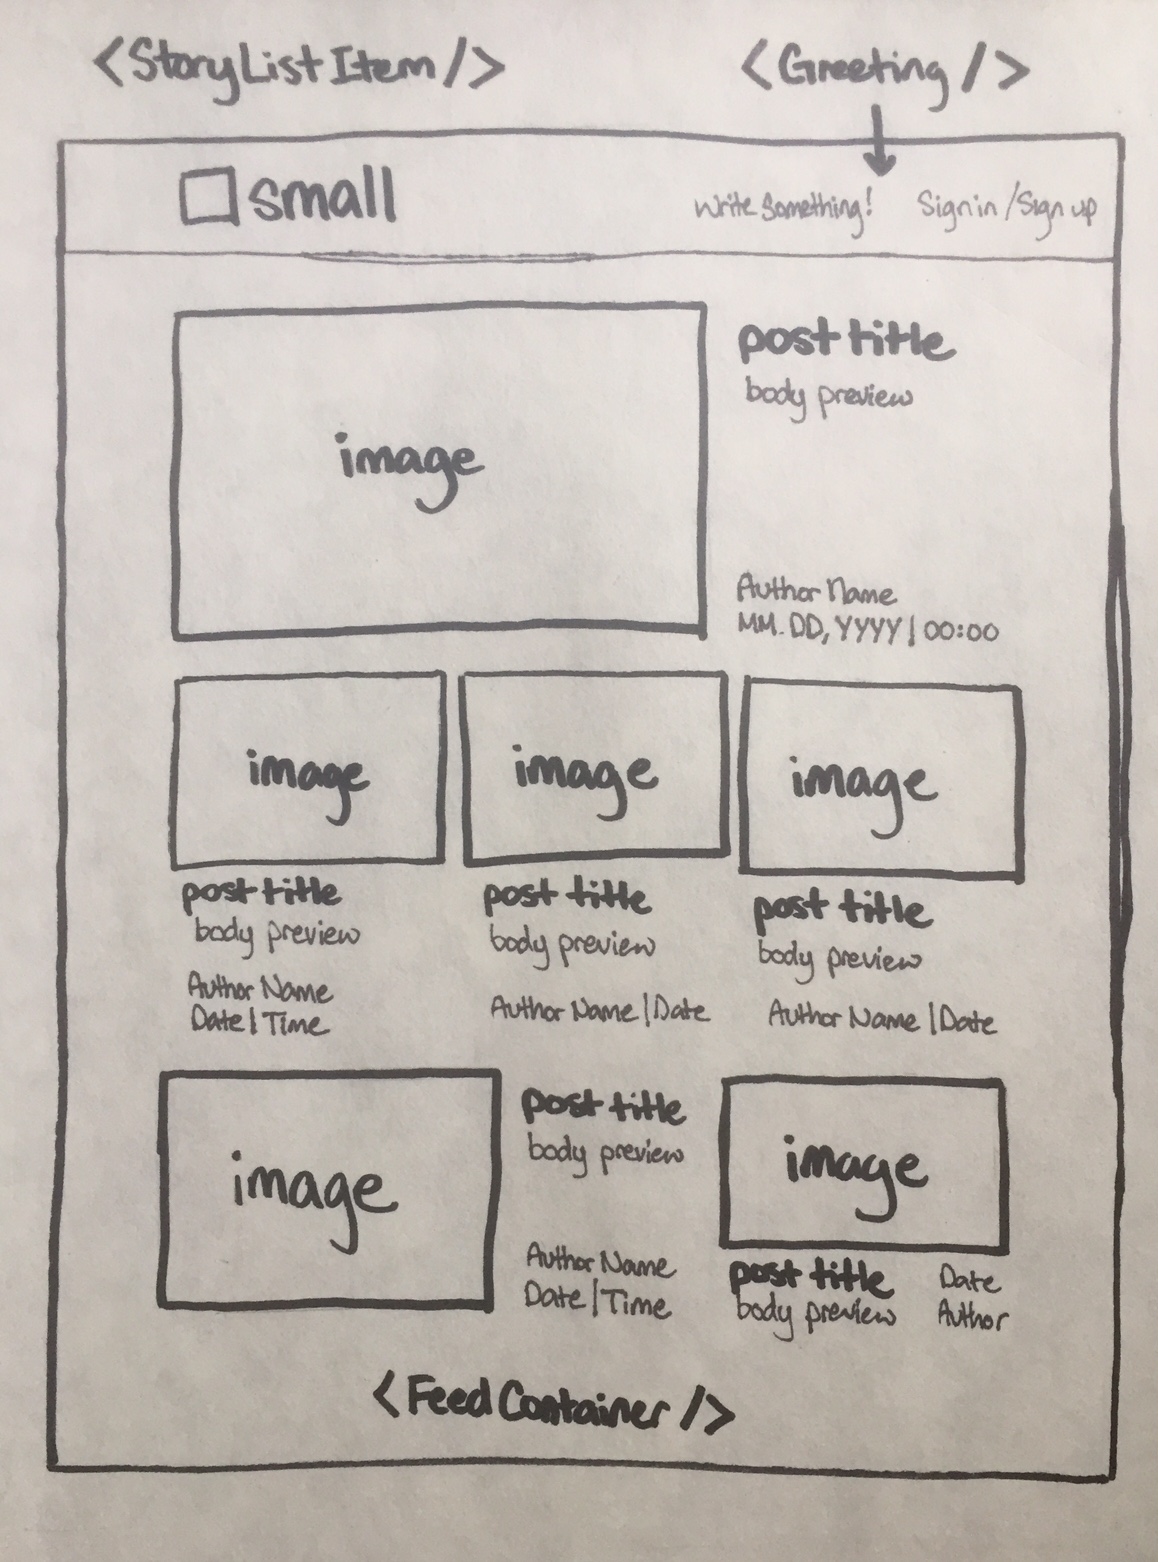 <StoryListItem/>
<Greeting/>
small
Write Something!
Sign in/Sign up
image
post title
body preview
Author Name
MM.DD,YYYY|00:00
image
post title
body preview
Author Name
Date|Time
image
post title
body preview
Author Name|Date
image
post title
body preview
Author Name|Date
image
post title
body preview
Author Name
Date|Time
image
post title
body preview
Date
Author
<FeedContainer/>